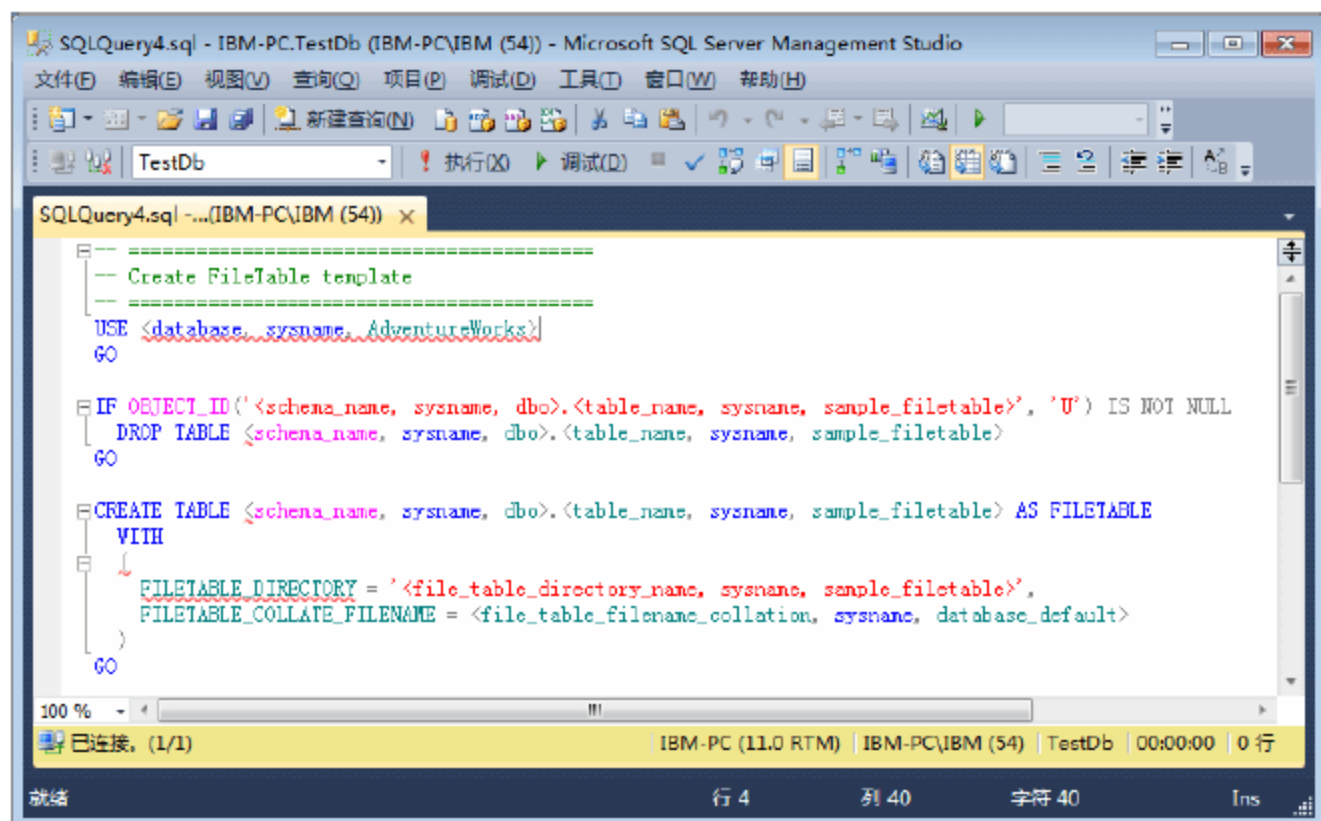 SQLQuery4.sql - IBM-PC.TestDb (IBM-PC\IBM (54)) - Microsoft SQL Server Management Studio
文件(F) 编辑(E) 视图(V) 查询(Q) 项目(P) 调试(D) 工具(T) 窗口(W) 帮助(H)
新建查询(N)
TestDb 执行(X) 调试(D)
SQLQuery4.sql -...(IBM-PC\IBM (54))
-- =========================================
-- Create FileTable template
-- =========================================
USE <database, sysname, AdventureWorks>
GO
IF OBJECT_ID('<schema_name, sysname, dbo>.<table_name, sysname, sample_filetable>', 'U') IS NOT NULL
DROP TABLE <schema_name, sysname, dbo>.<table_name, sysname, sample_filetable>
GO
CREATE TABLE <schema_name, sysname, dbo>.<table_name, sysname, sample_filetable> AS FILETABLE
WITH
(
FILETABLE_DIRECTORY = '<file_table_directory_name, sysname, sample_filetable>',
FILETABLE_COLLATE_FILENAME = <file_table_filename_collation, sysname, database_default>
)
GO
100 %
已连接。(1/1) IBM-PC (11.0 RTM) IBM-PC\IBM (54) TestDb 00:00:00 0 行
就绪 行 4 列 40 字符 40 Ins